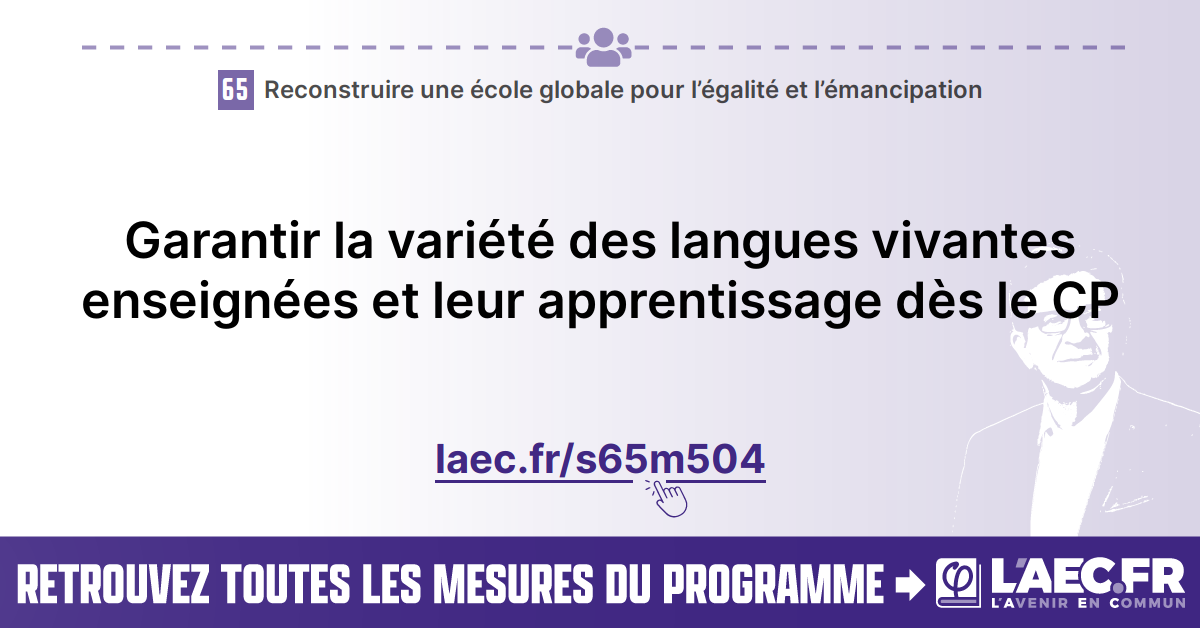 65 Reconstruire une école globale pour l’égalité et l’émancipation
Garantir la variété des langues vivantes
enseignées et leur apprentissage dès le CP
laec.fr/s65m504
RETROUVEZ TOUTES LES MESURES DU PROGRAMME
φ L'AEC.FR
L'AVENIR EN COMMUN